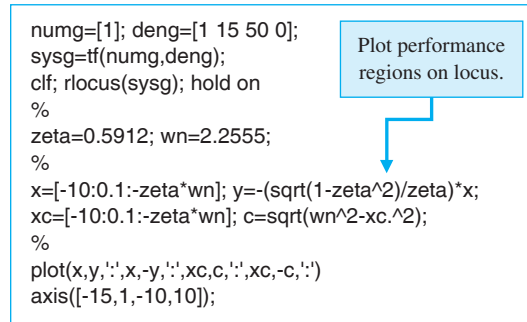 numg=[1]; deng=[1 15 50 0];
sysg=tf(numg,deng);
clf; rlocus(sysg); hold on
%
zeta=0.5912; wn=2.2555;
%
x=[-10:0.1:-zeta*wn]; y=-(sqrt(1-zeta^2)/zeta)*x;
xc=[-10:0.1:-zeta*wn]; c=sqrt(wn^2-xc.^2);
%
plot(x,y,':',x,-y,':',xc,c,':',xc,-c,':')
axis([-15,1,-10,10]);
Plot performance
regions on locus.